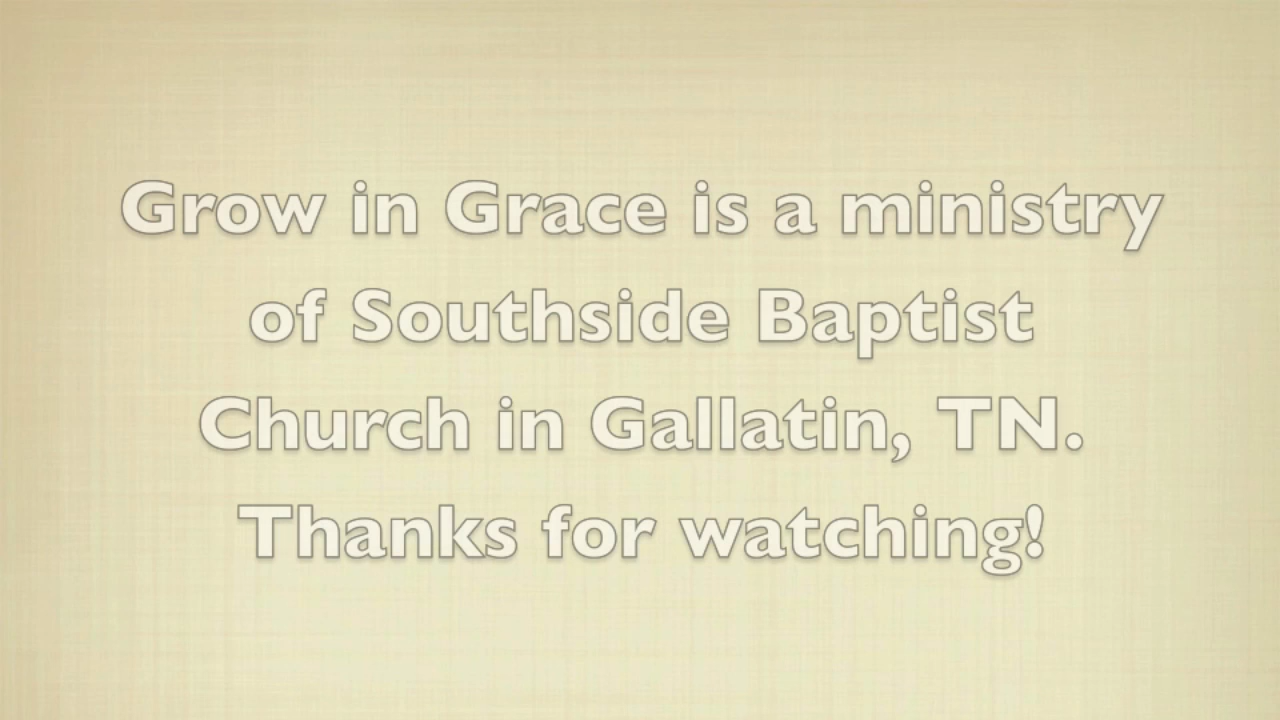 Grow in Grace is a ministry
of Southside Baptist
Church in Gallatin, TN.
Thanks for watching!